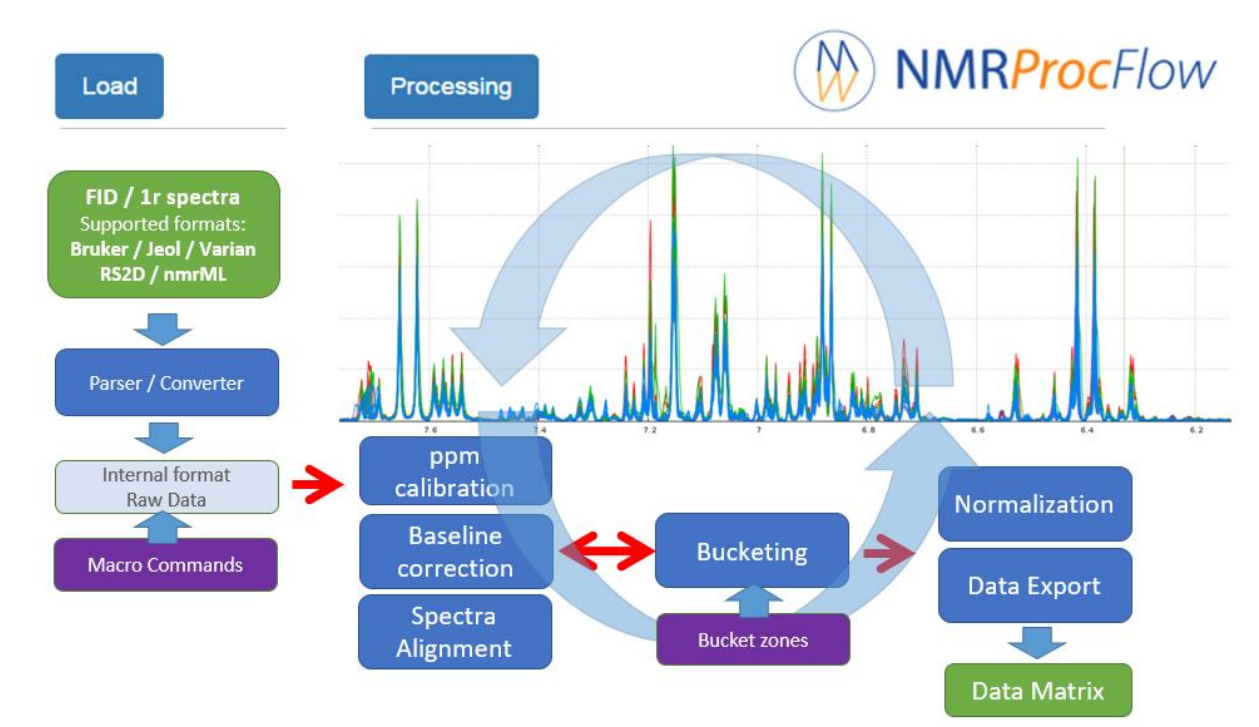 Load
Processing
NMRProcFlow
FID / 1r spectra
Supported formats:
Bruker / Jeol / Varian
RS2D / nmrML
Parser / Converter
Internal format
Raw Data
Macro Commands
7.6 7.4 7.2 7 6.8 6.6 6.4 6.2
ppm
calibration
Baseline
correction
Spectra
Alignment
Bucketing
Bucket zones
Normalization
Data Export
Data Matrix